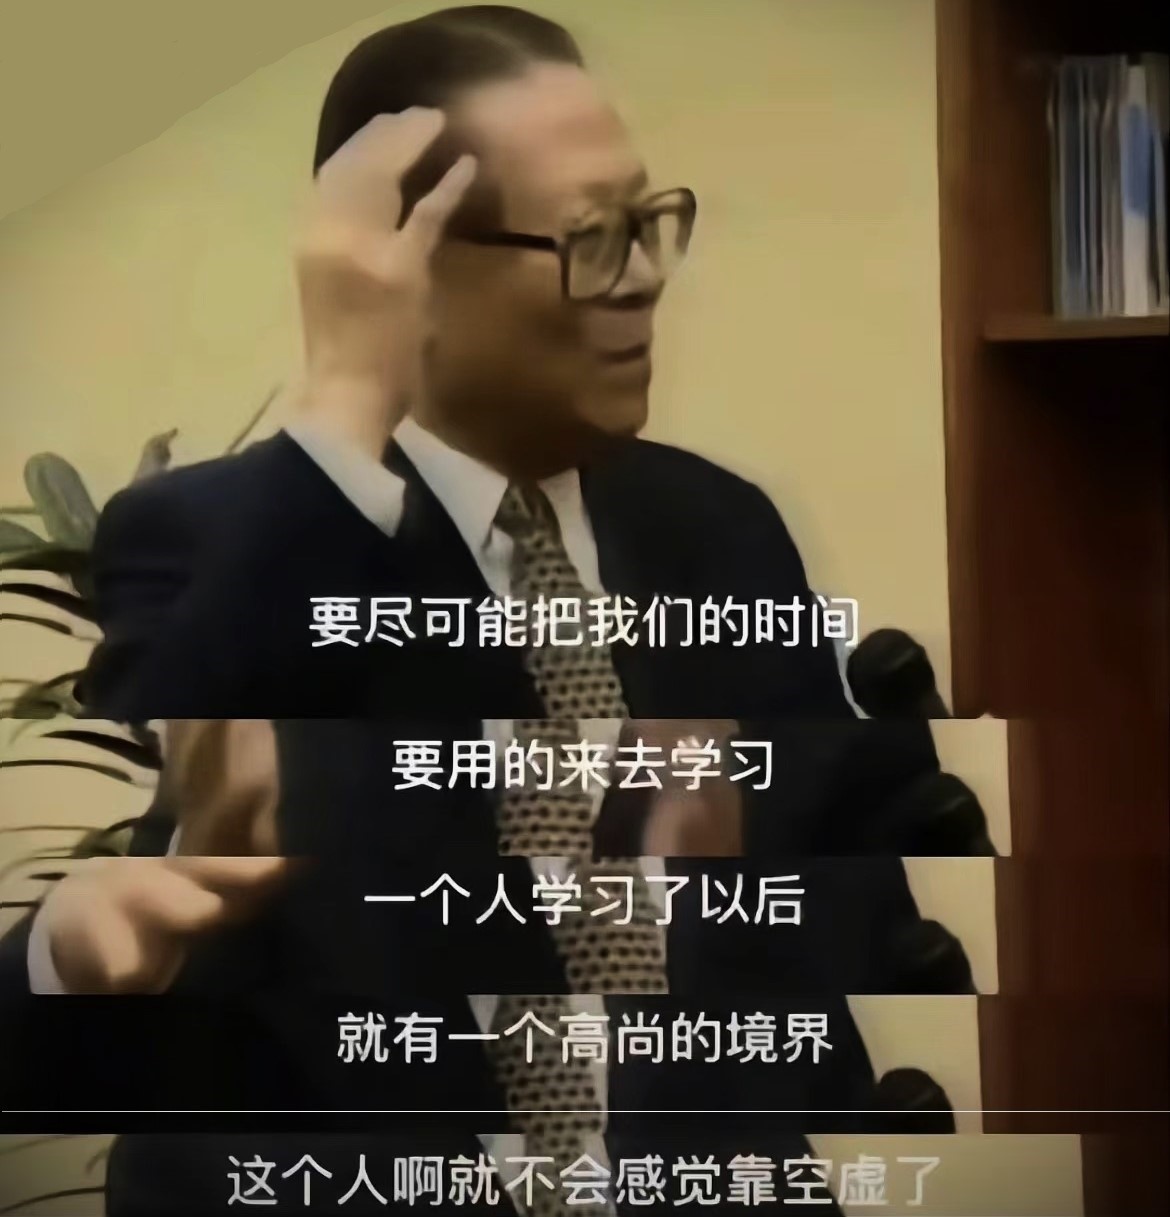 要尽可能把我们的时间
要用的来去学习
一个人学习了以后
就有一个高尚的境界
这个人啊就不会感觉靠空虚了